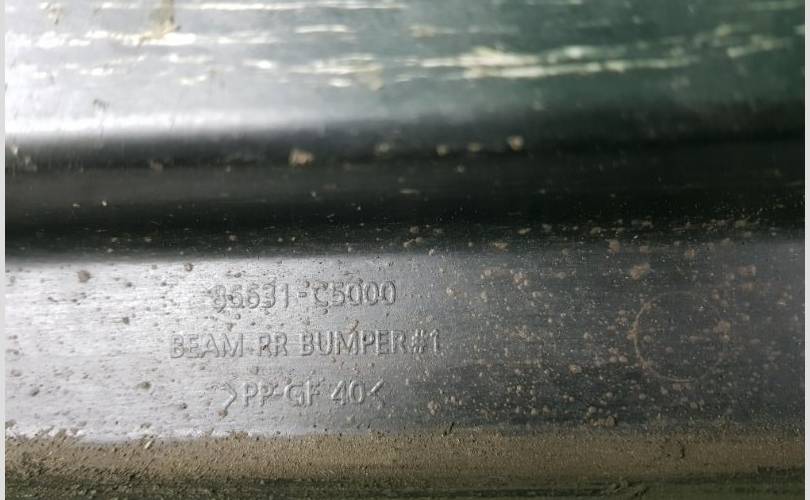 86631-C5000
BEAM-RR BUMPER#1
>PP-GF 40<